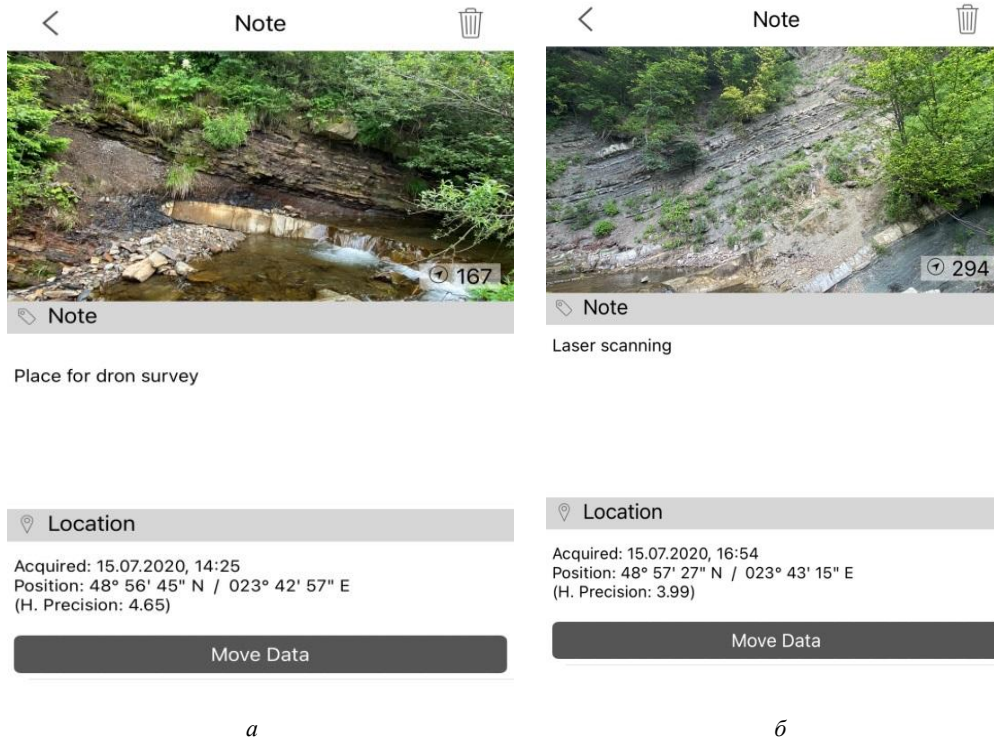 Note
167
Note
Place for dron survey
Location
Acquired: 15.07.2020, 14:25
Position: 48° 56' 45" N / 023° 42' 57" E
(H. Precision: 4.65)
Move Data
а
Note
294
Note
Laser scanning
Location
Acquired: 15.07.2020, 16:54
Position: 48° 57' 27" N / 023° 43' 15" E
(H. Precision: 3.99)
Move Data
б